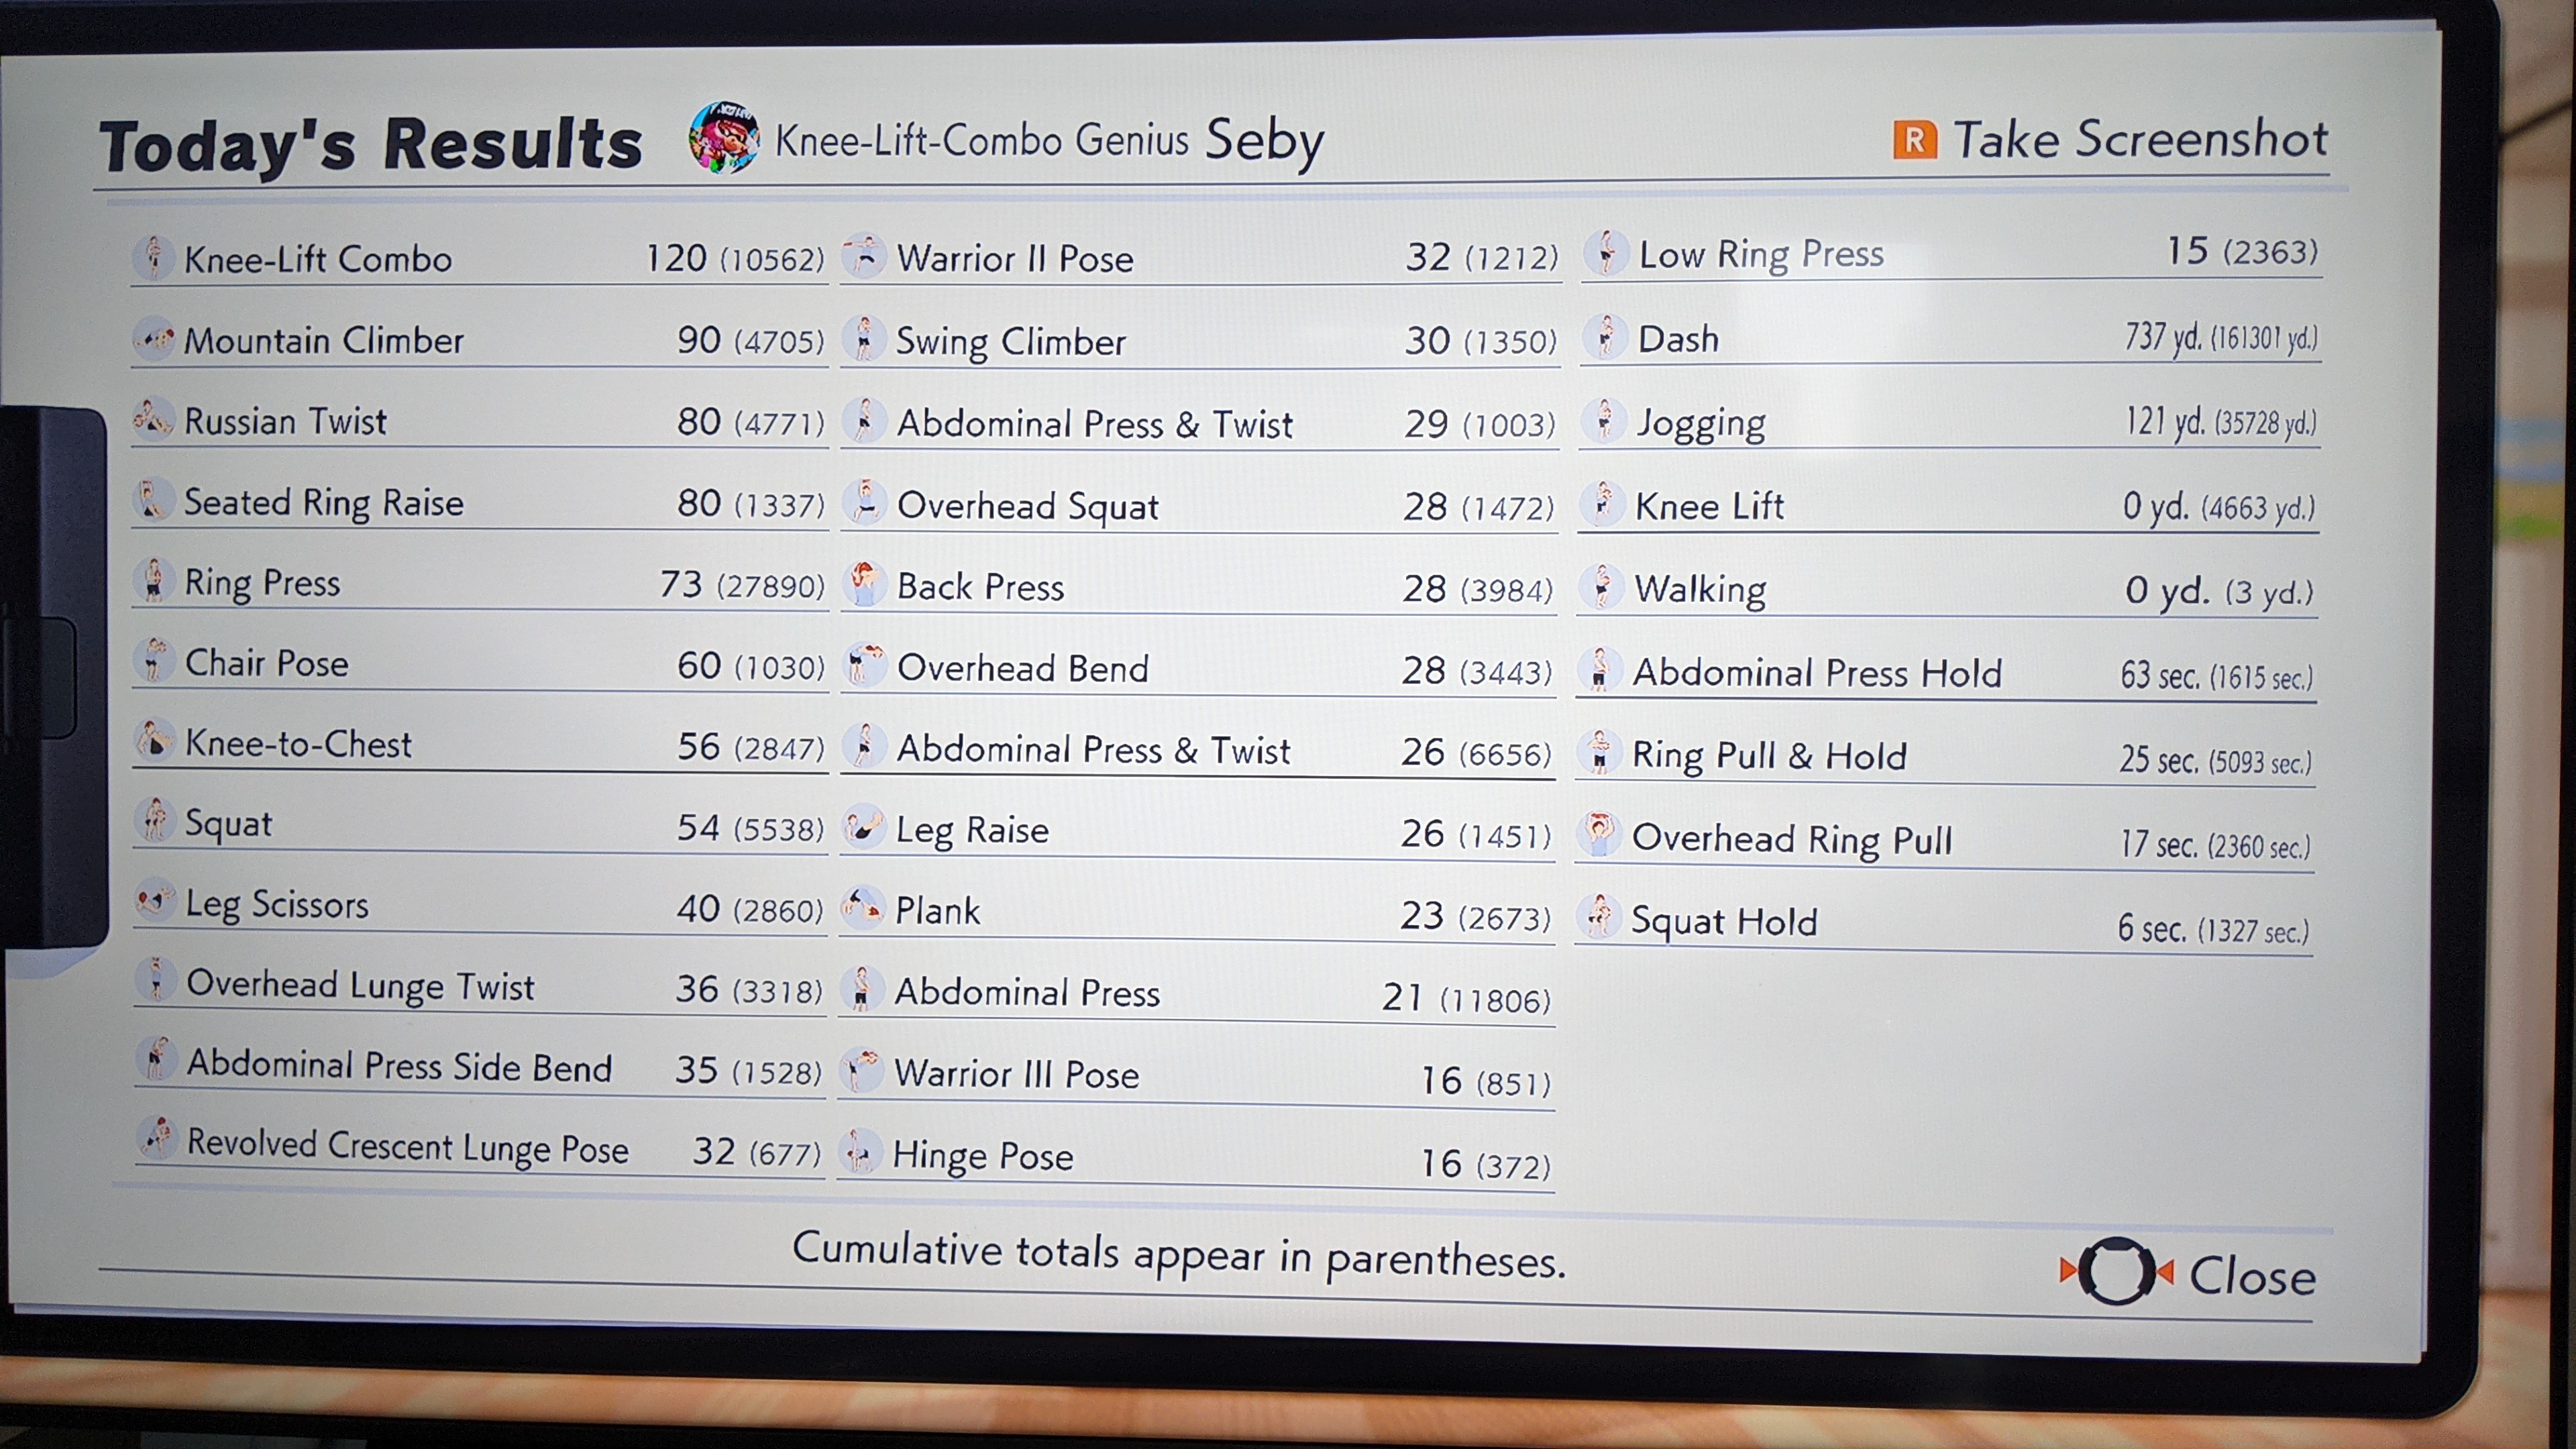 Today's Results Knee-Lift-Combo Genius Seby R Take Screenshot
Knee-Lift Combo 120 (10562)
Mountain Climber 90 (4705)
Russian Twist 80 (4771)
Seated Ring Raise 80 (1337)
Ring Press 73 (27890)
Chair Pose 60 (1030)
Knee-to-Chest 56 (2847)
Squat 54 (5538)
Leg Scissors 40 (2860)
Overhead Lunge Twist 36 (3318)
Abdominal Press Side Bend 35 (1528)
Revolved Crescent Lunge Pose 32 (677)
Warrior II Pose 32 (1212)
Swing Climber 30 (1350)
Abdominal Press & Twist 29 (1003)
Overhead Squat 28 (1472)
Back Press 28 (3984)
Overhead Bend 28 (3443)
Abdominal Press & Twist 26 (6656)
Leg Raise 26 (1451)
Plank 23 (2673)
Abdominal Press 21 (11806)
Warrior III Pose 16 (851)
Hinge Pose 16 (372)
Low Ring Press 15 (2363)
Dash 737 yd. (161301 yd.)
Jogging 121 yd. (35728 yd.)
Knee Lift 0 yd. (4663 yd.)
Walking 0 yd. (3 yd.)
Abdominal Press Hold 63 sec. (1615 sec.)
Ring Pull & Hold 25 sec. (5093 sec.)
Overhead Ring Pull 17 sec. (2360 sec.)
Squat Hold 6 sec. (1327 sec.)
Cumulative totals appear in parentheses.
Close